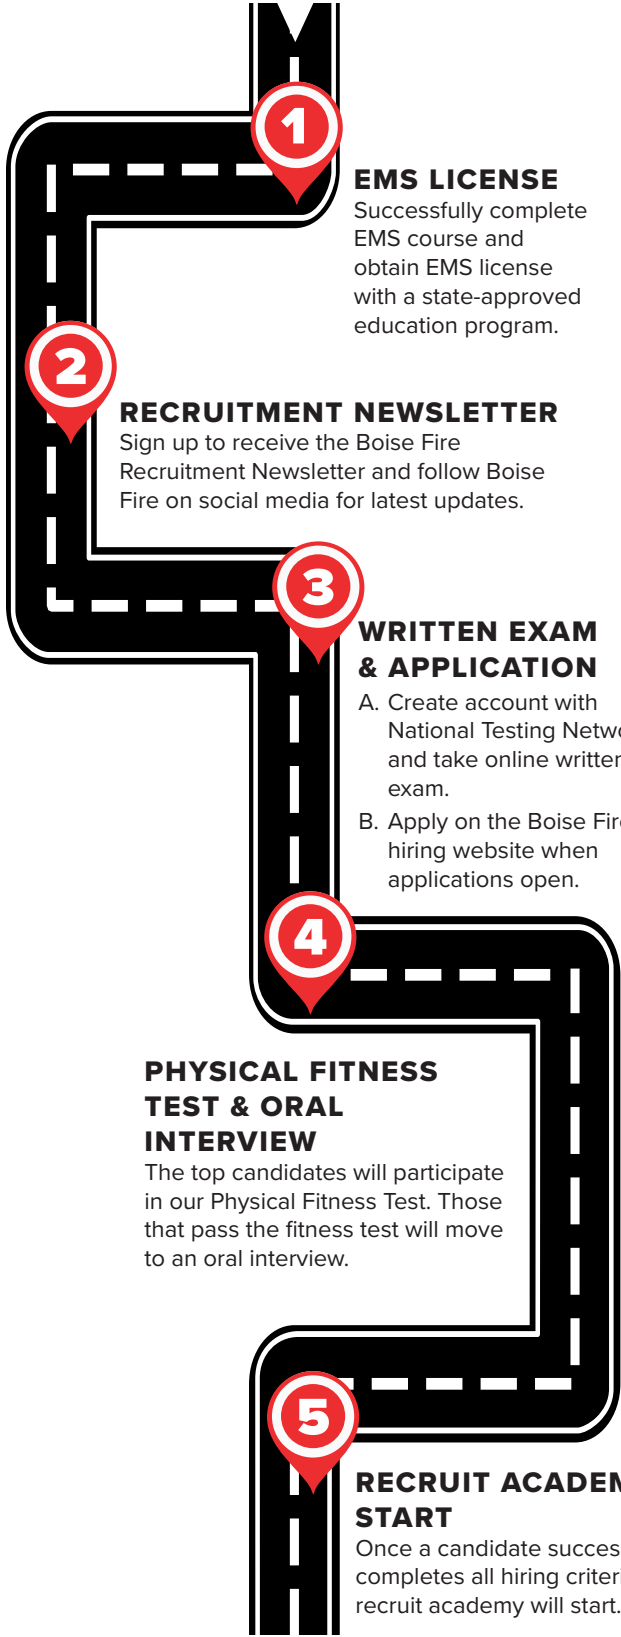 1
EMS LICENSE
Successfully complete
EMS course and
obtain EMS license
with a state-approved
education program.
2
RECRUITMENT NEWSLETTER
Sign up to receive the Boise Fire
Recruitment Newsletter and follow Boise
Fire on social media for latest updates.
3
WRITTEN EXAM
& APPLICATION
A. Create account with
National Testing
and take online written
exam.
B. Apply on the Boise Fire
hiring website when
applications open.
4
PHYSICAL FITNESS
TEST & ORAL
INTERVIEW
The top candidates will participate
in our Physical Fitness Test. Those
that pass the fitness test will move
to an oral interview.
5
RECRUIT
START
Once a candidate
completes all hiring
recruit academy will start.